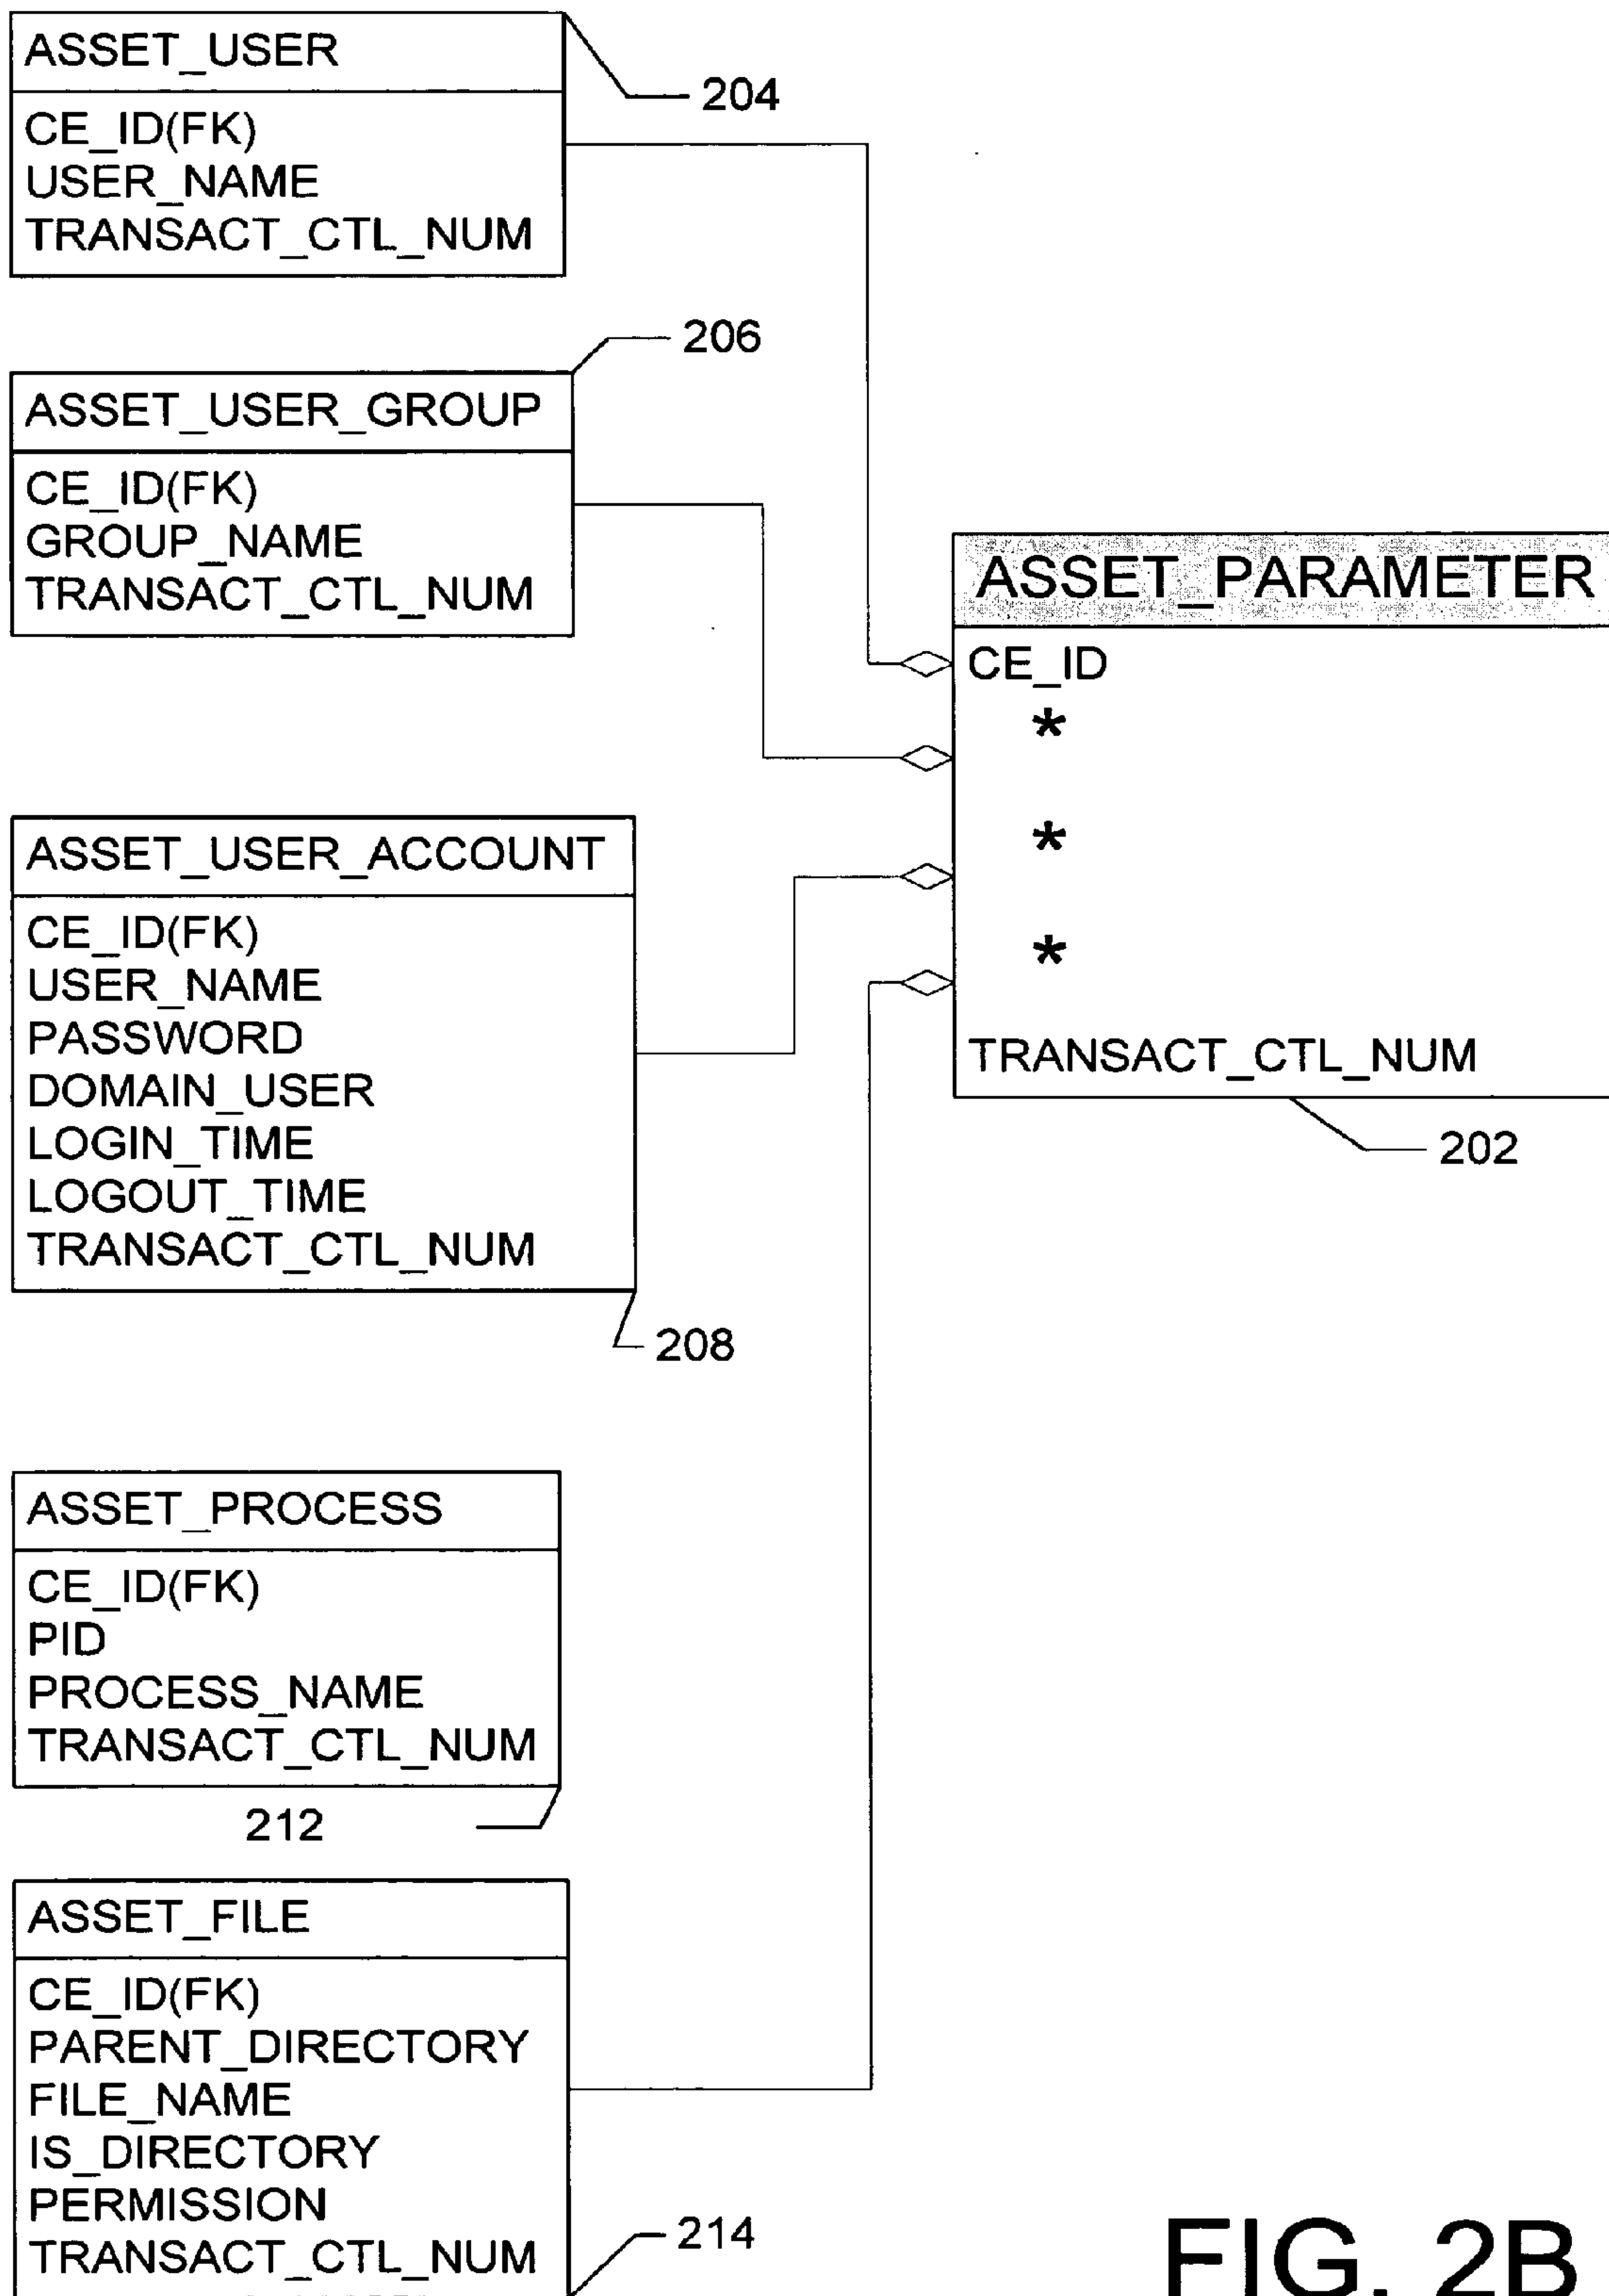 ASSET_USER
204
CE_ID(FK)
USER_NAME
TRANSACT_CTL_NUM
206
ASSET_USER_GROUP
CE_ID(FK)
GROUP_NAME
TRANSACT_CTL_NUM
ASSET_PARAMETER
CE_ID
*
*
*
TRANSACT_CTL_NUM
202
ASSET_USER_ACCOUNT
CE_ID(FK)
USER_NAME
PASSWORD
DOMAIN_USER
LOGIN_TIME
LOGOUT_TIME
TRANSACT_CTL_NUM
208
ASSET_PROCESS
CE_ID(FK)
PID
PROCESS_NAME
TRANSACT_CTL_NUM
212
ASSET_FILE
CE_ID(FK)
PARENT_DIRECTORY
FILE_NAME
IS_DIRECTORY
PERMISSION
TRANSACT_CTL_NUM
214
FIG. 2B